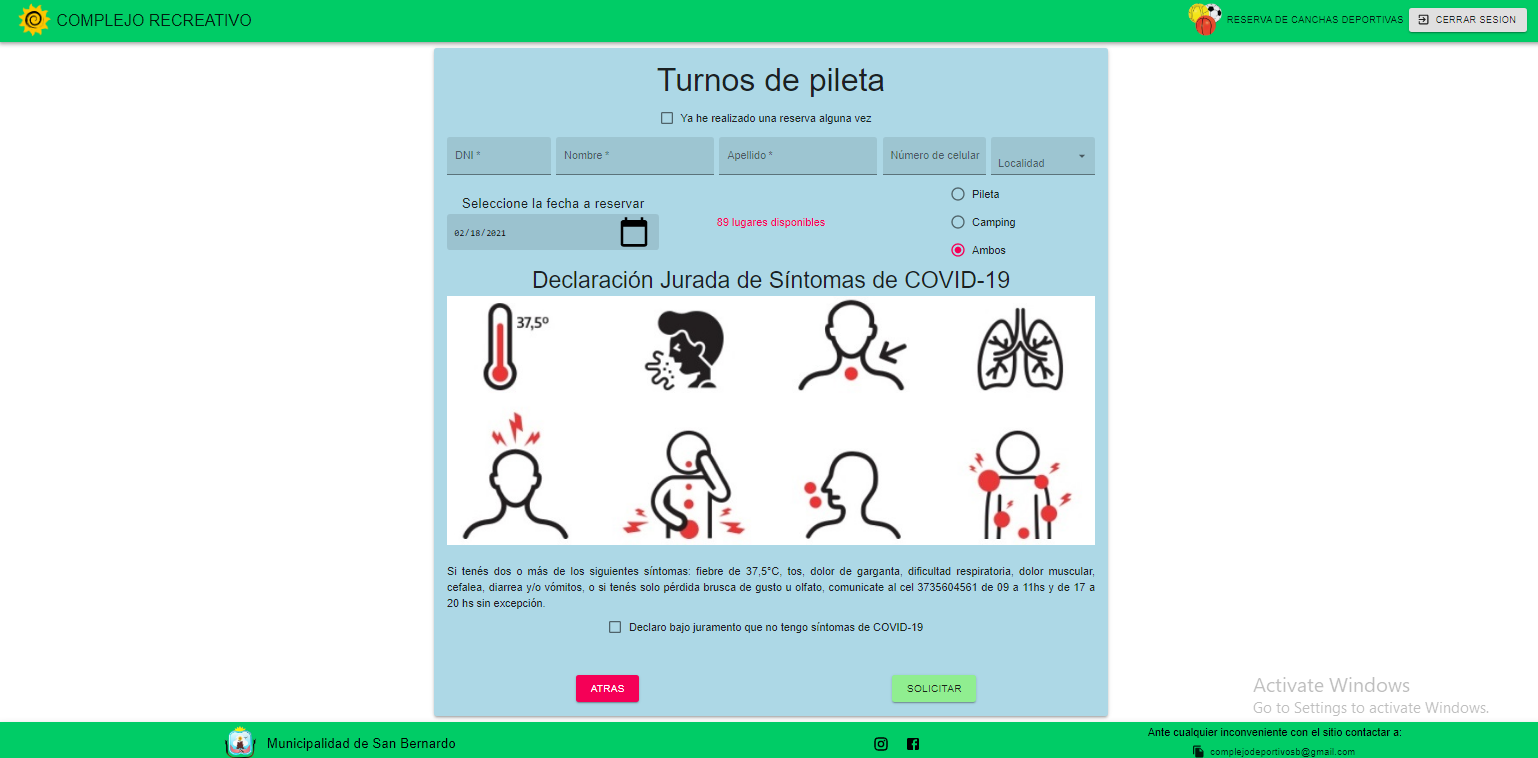 COMPLEJO RECREATIVO
RESERVA DE CANCHAS DEPORTIVAS
CERRAR SESION
Turnos de pileta
Ya he realizado una reserva alguna vez
DNI *
Nombre *
Apellido *
Número de celular
Localidad
Seleccione la fecha a reservar
02/18/2021
89 lugares disponibles
Pileta
Camping
Ambos
Declaración Jurada de Síntomas de COVID-19
37,5º
Si tenés dos o más de los siguientes síntomas: fiebre de 37,5°C, tos, dolor de garganta, dificultad respiratoria, dolor muscular,
cefalea, diarrea y/o vómitos, o si tenés solo pérdida brusca de gusto u olfato, comunicate al cel 3735604561 de 09 a 11hs y de 17 a
20 hs sin excepción.
Declaro bajo juramento que no tengo síntomas de COVID-19
ATRAS
SOLICITAR
Activate Windows
Go to Settings to activate Windows.
Municipalidad de San Bernardo
Ante cualquier inconveniente con el sitio contactar a:
complejodeportivosb@gmail.com